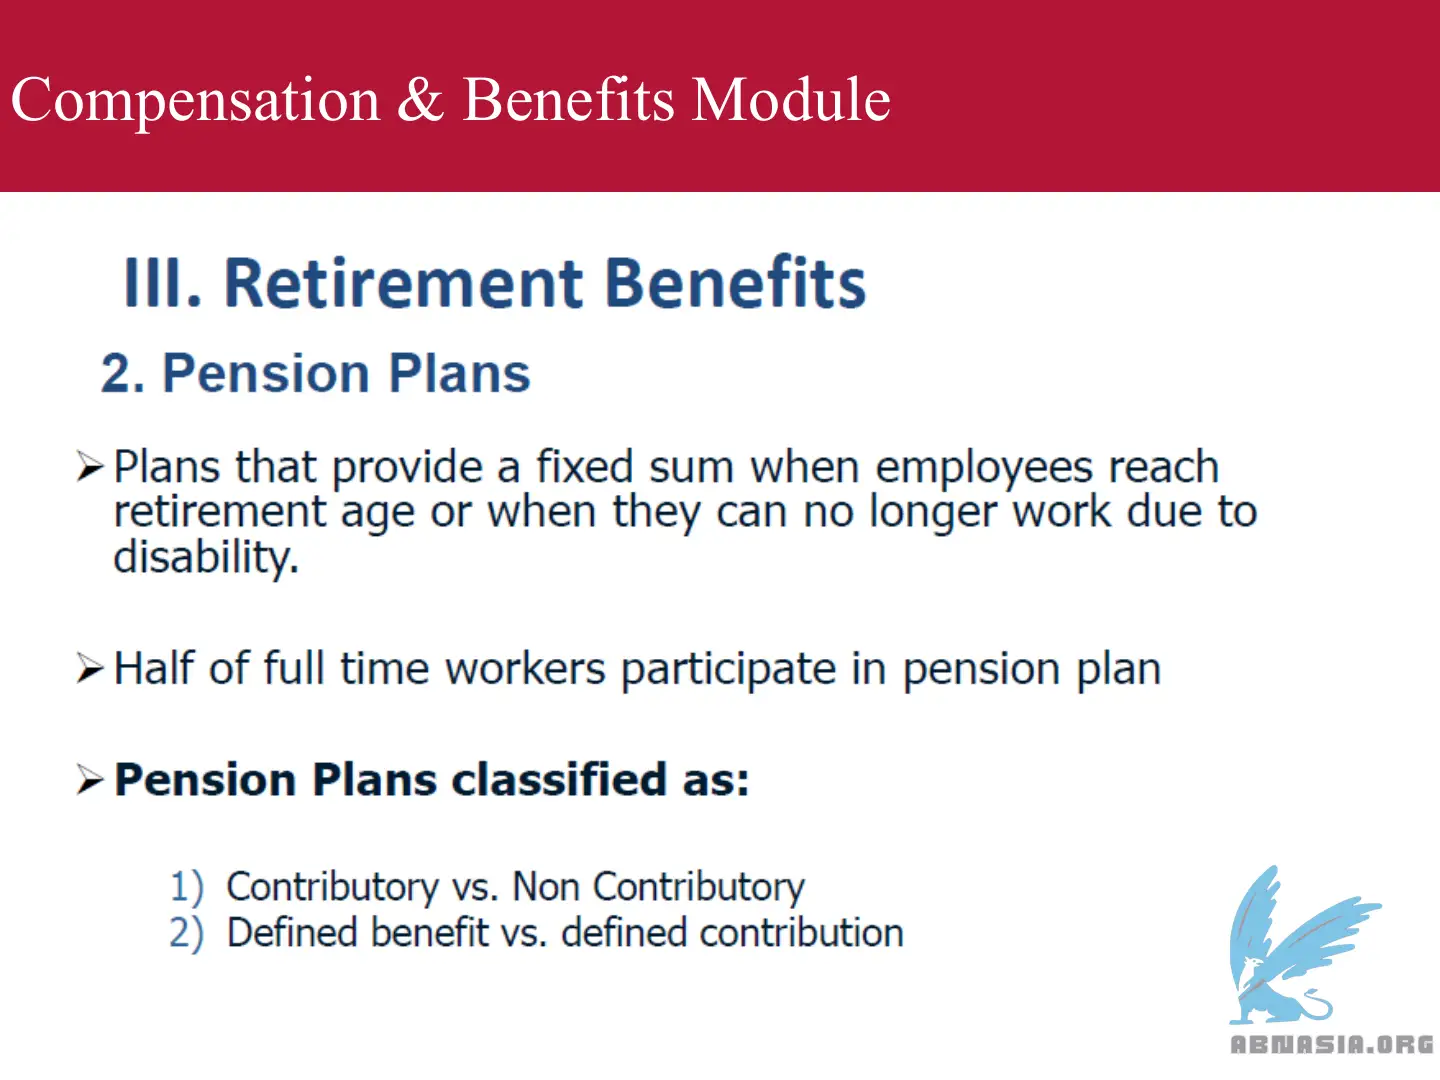 Compensation & Benefits Module
III. Retirement Benefits
2. Pension Plans
➢ Plans that provide a fixed sum when employees reach
retirement age or when they can no longer work due to
disability.
➢ Half of full time workers participate in pension plan
➢ Pension Plans classified as:
1) Contributory vs. Non Contributory
2) Defined benefit vs. defined contribution
ABNASIA.ORG